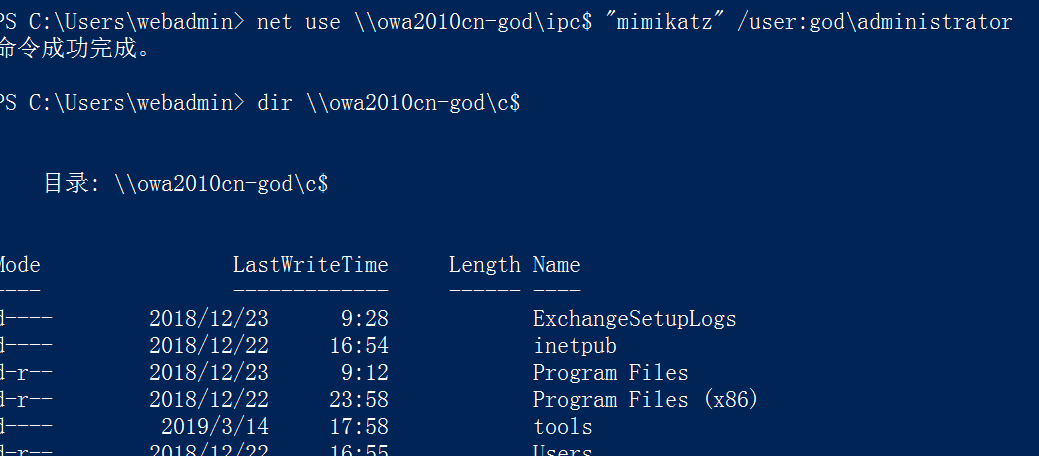 PS C:\Users\webadmin> net use \\owa2010cn-god\ipc$ "mimikatz" /user:god\administrator
命令成功完成。
PS C:\Users\webadmin> dir \\owa2010cn-god\c$
目录: \\owa2010cn-god\c$
Mode LastWriteTime Length Name
---- ------------- ------ ----
d---- 2018/12/23 9:28 ExchangeSetupLogs
d---- 2018/12/22 16:54 inetpub
d-r-- 2018/12/23 9:12 Program Files
d-r-- 2018/12/22 23:58 Program Files (x86)
d---- 2019/3/14 17:58 tools
d-r-- 2018/12/22 16:55 Users